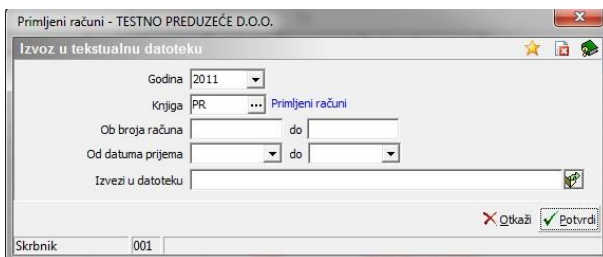 Primljeni računi - TESTNO PREDUZEĆE D.O.O.
Izvoz u tekstualnu datoteku
Godina 2011
Knjiga PR ... Primljeni računi
Ob broja računa do
Od datuma prijema do
Izvezi u datoteku
Otkaži Potvrdi
Skrbnik 001